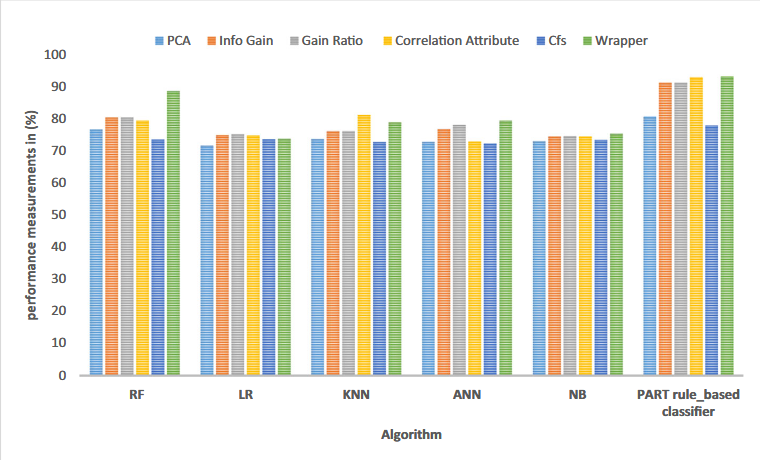 PCA Info Gain Gain Ratio Correlation Attribute Cfs Wrapper
100
90
80
70
60
50
40
30
20
10
0
performance measurements in (%)
RF LR KNN ANN NB PART rule_based
classifier
Algorithm